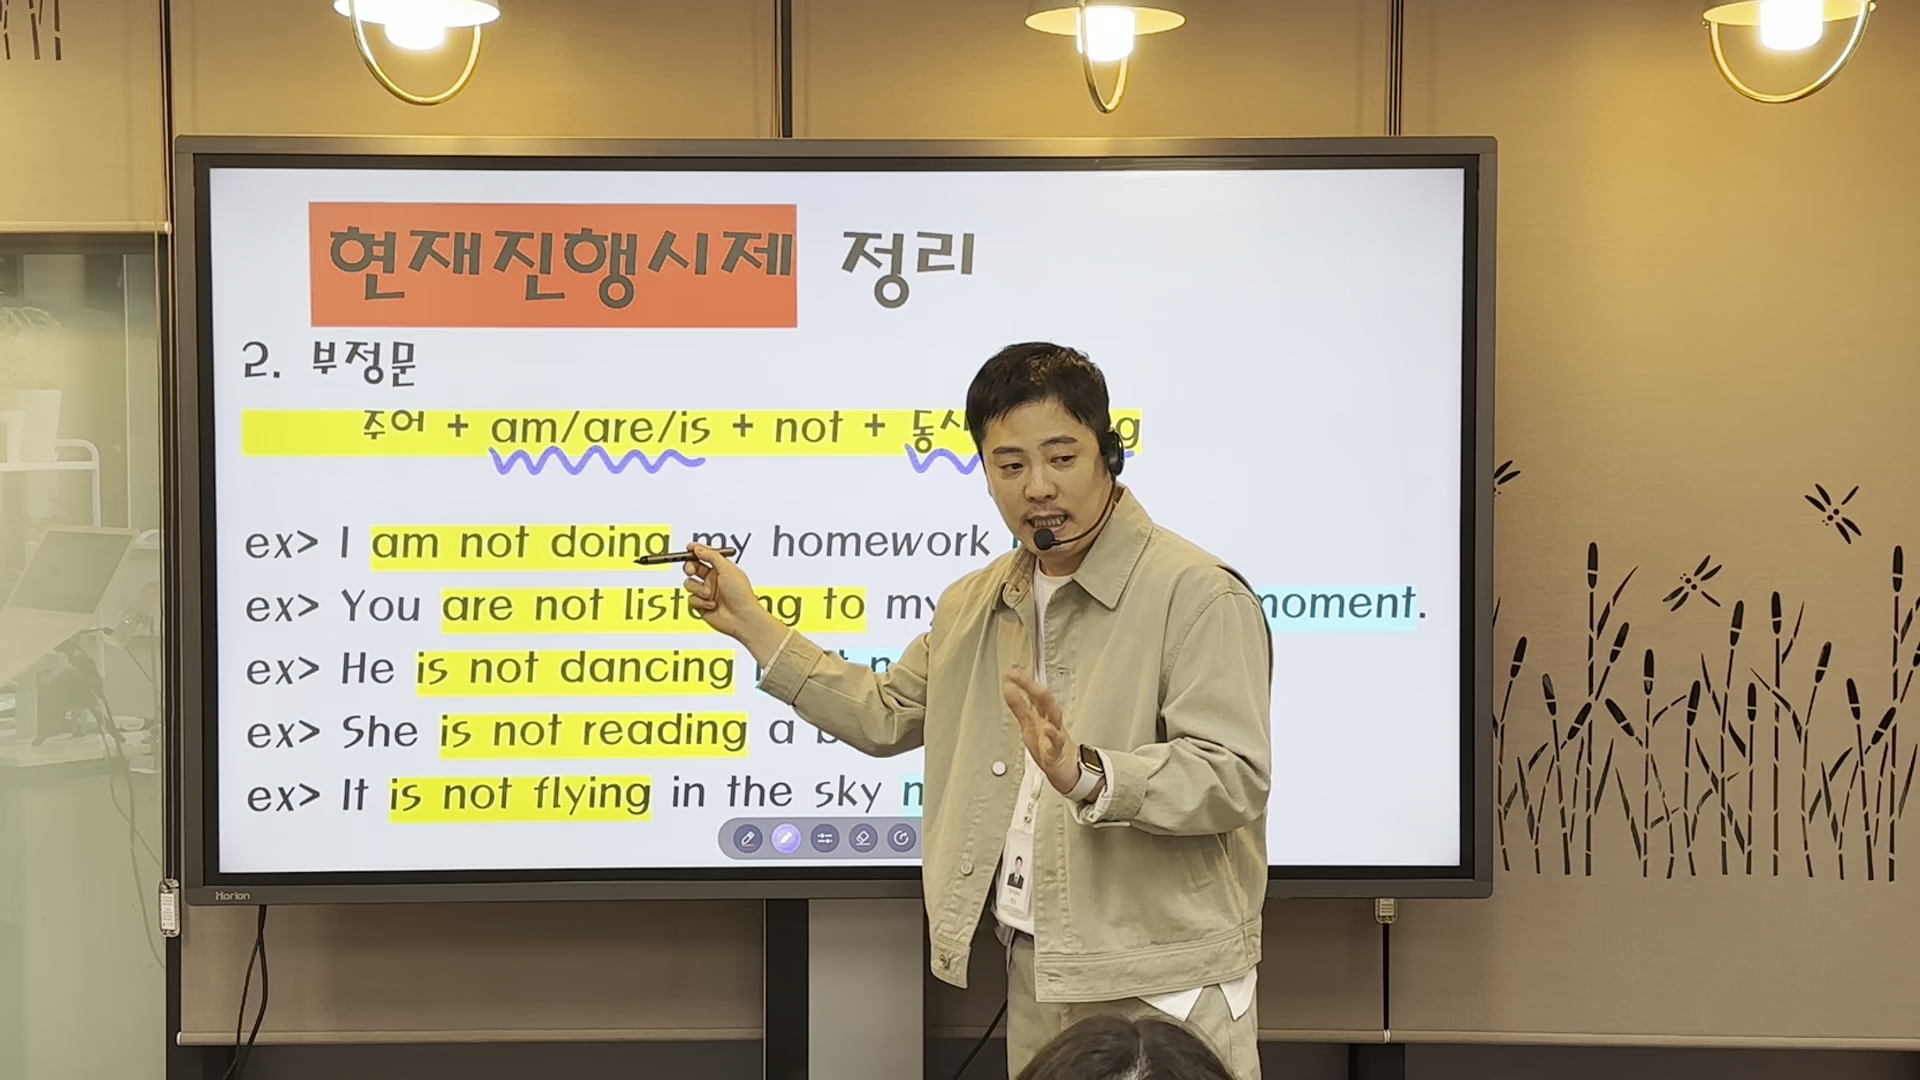 현재진행시제 정리
2. 부정문
주어 + am/are/is + not + 동사
ex> I am not doing my homework
ex> You are not listening to my moment.
ex> He is not dancing
ex> She is not reading a
ex> It is not flying in the sky
Horion